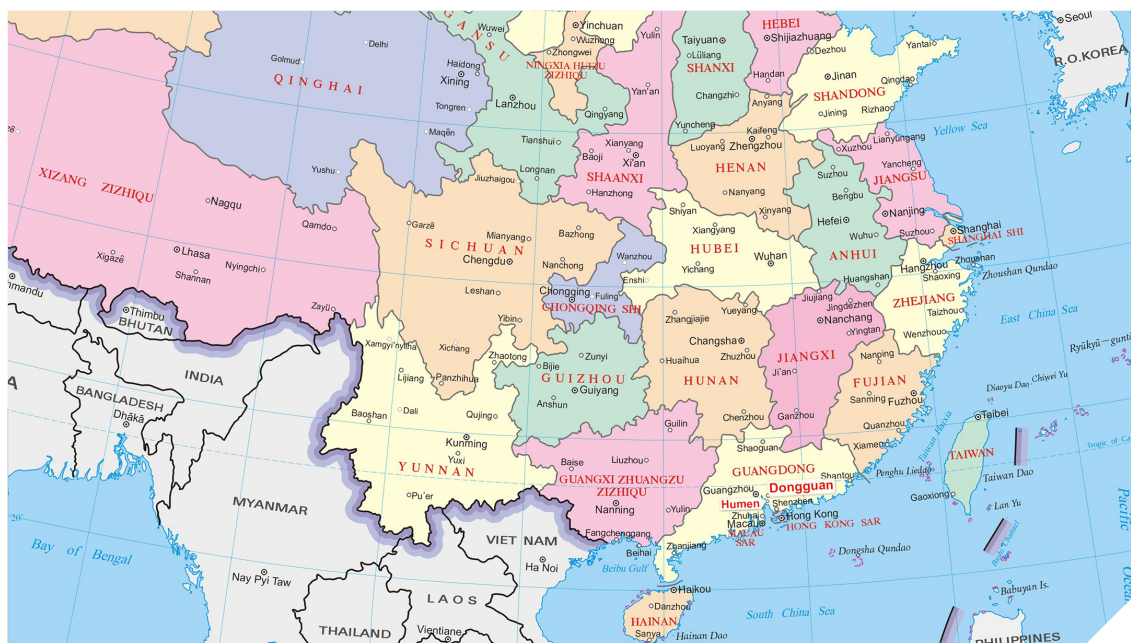 Yinchuan
Wuwei
GANSU
Wuzhong
Zhongwei
NINGXIA HUIZU
ZIZHIQU
Yulin
Taiyuan
Lüliang
SHANXI
HEBEI
Shijiazhuang
Handan
Dezhou
Yantai
Seoul
R.O.KOREA
Delhi
Golmud
QINGHAI
Haidong
Xining
Tongren
Maqên
Yushu
Lanzhou
Qingyang
Yan'an
Changzhi
Anyang
Jinan
SHANDONG
Qingdao
Jining
Rizhao
Yellow Sea
Tianshui
Longnan
Xianyang
Baoji
Xi'an
SHAANXI
Hanzhong
Yuncheng
Luoyang
Kaifeng
Zhengzhou
HENAN
Nanyang
Xinyang
Xuzhou
Lianyungang
Yancheng
JIANGSU
Suzhou
Bengbu
Hefei
Nanjing
Wuhu
Suzhou
Shanghai
SHANGHAI SHI
ANHUI
Huangshan
Hangzhou
Shaoxing
Zhoushan
Zhoushan Qundao
ZHEJIANG
Taizhou
Wenzhou
East China Sea
XIZANG ZIZHIQU
Nagqu
Qamdo
Lhasa
Xigazê
Shannan
Nyingchi
Zayü
Jiuzhaigou
Garzê
SICHUAN
Mianyang
Bazhong
Chengdu
Nanchong
Leshan
Yibin
Xichang
Panzhihua
Wanzhou
Chongqing
Fuling
CHONGQING SHI
Shiyan
Xiangyang
HUBEI
Yichang
Wuhan
Enshi
Zhangjiajie
Yueyang
Changsha
Huaihua
Zhuzhou
HUNAN
Chenzhou
Jiujiang
Jingdezhen
Nanchang
Yingtan
JIANGXI
Ji'an
Ganzhou
Nanping
FUJIAN
Sanming
Fuzhou
Quanzhou
Xiamen
Zunyi
Bijie
GUIZHOU
Guiyang
Anshun
Zhaotong
Lijiang
Baoshan
Dali
Qujing
Kunming
Yuxi
YUNNAN
Pu'er
Guilin
Baise
Liuzhou
GUANGXI ZHUANGZU
ZIZHIQU
Nanning
Yulin
Fangchenggang
Beihai
Beibu Gulf
Shaoguan
GUANGDONG
Guangzhou
Dongguan
Humen
Shenzhen
Shantou
Zhuhai
Macau
MACAU
SAR
Hong Kong
HONG KONG SAR
Zhanjiang
Haikou
Danzhou
HAINAN
Sanya
Hainan Dao
Taibei
TAIWAN
Gaoxiong
Taiwan Dao
Taiwan Haixia
Penghu Liedao
Lan Yu
Diaoyu Dao
Chiwei Yu
Dongsha Qundao
Babuyan Is.
South China Sea
PHILIPPINES
Thimbu
BHUTAN
INDIA
BANGLADESH
Dhākā
MYANMAR
Nay Pyi Taw
Bay of Bengal
20°
VIET NAM
Ha Noi
LAOS
THAILAND
Vientiane